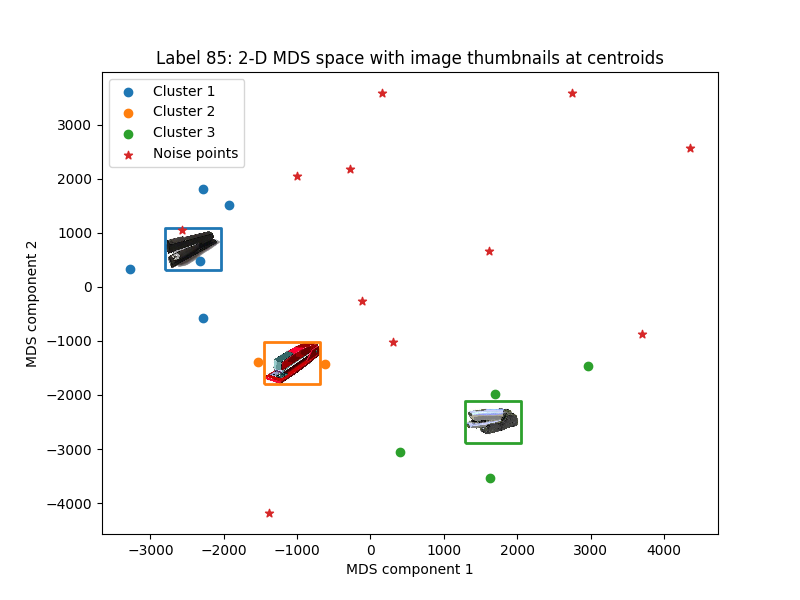 Label 85: 2-D MDS space with image thumbnails at centroids
Cluster 1
Cluster 2
Cluster 3
Noise points
3000
2000
1000
0
−1000
−2000
−3000
−4000
MDS component 2
−3000 −2000 −1000 0 1000 2000 3000 4000
MDS component 1